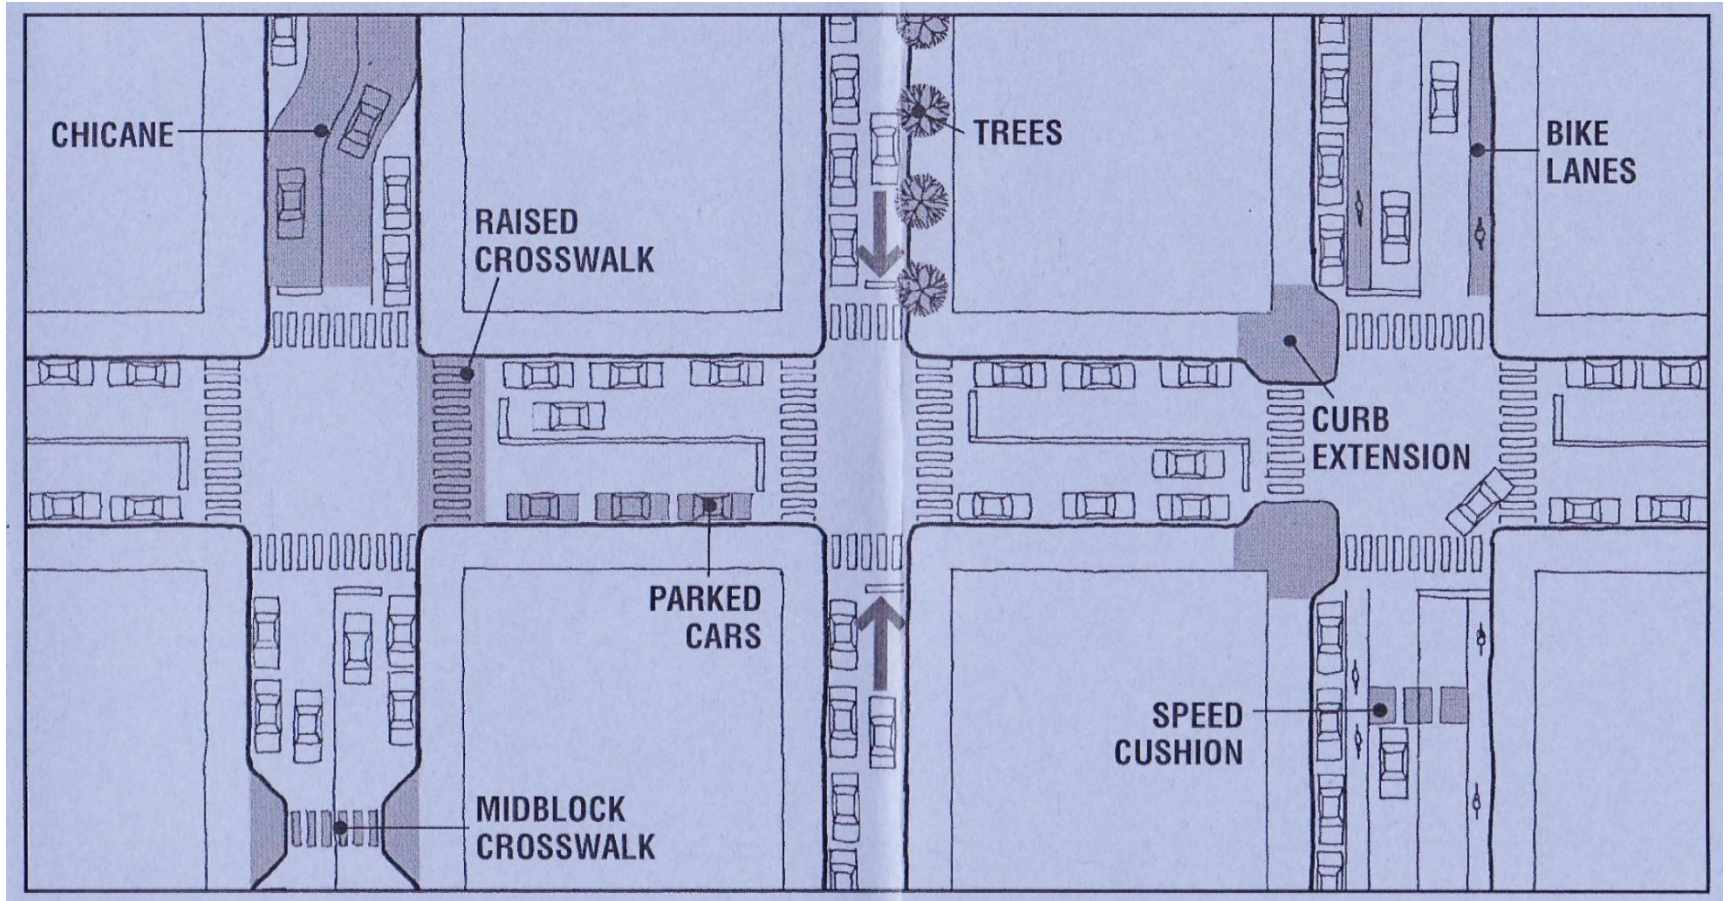 CHICANE
TREES
BIKE
LANES
RAISED
CROSSWALK
CURB
EXTENSION
PARKED
CARS
SPEED
CUSHION
MIDBLOCK
CROSSWALK